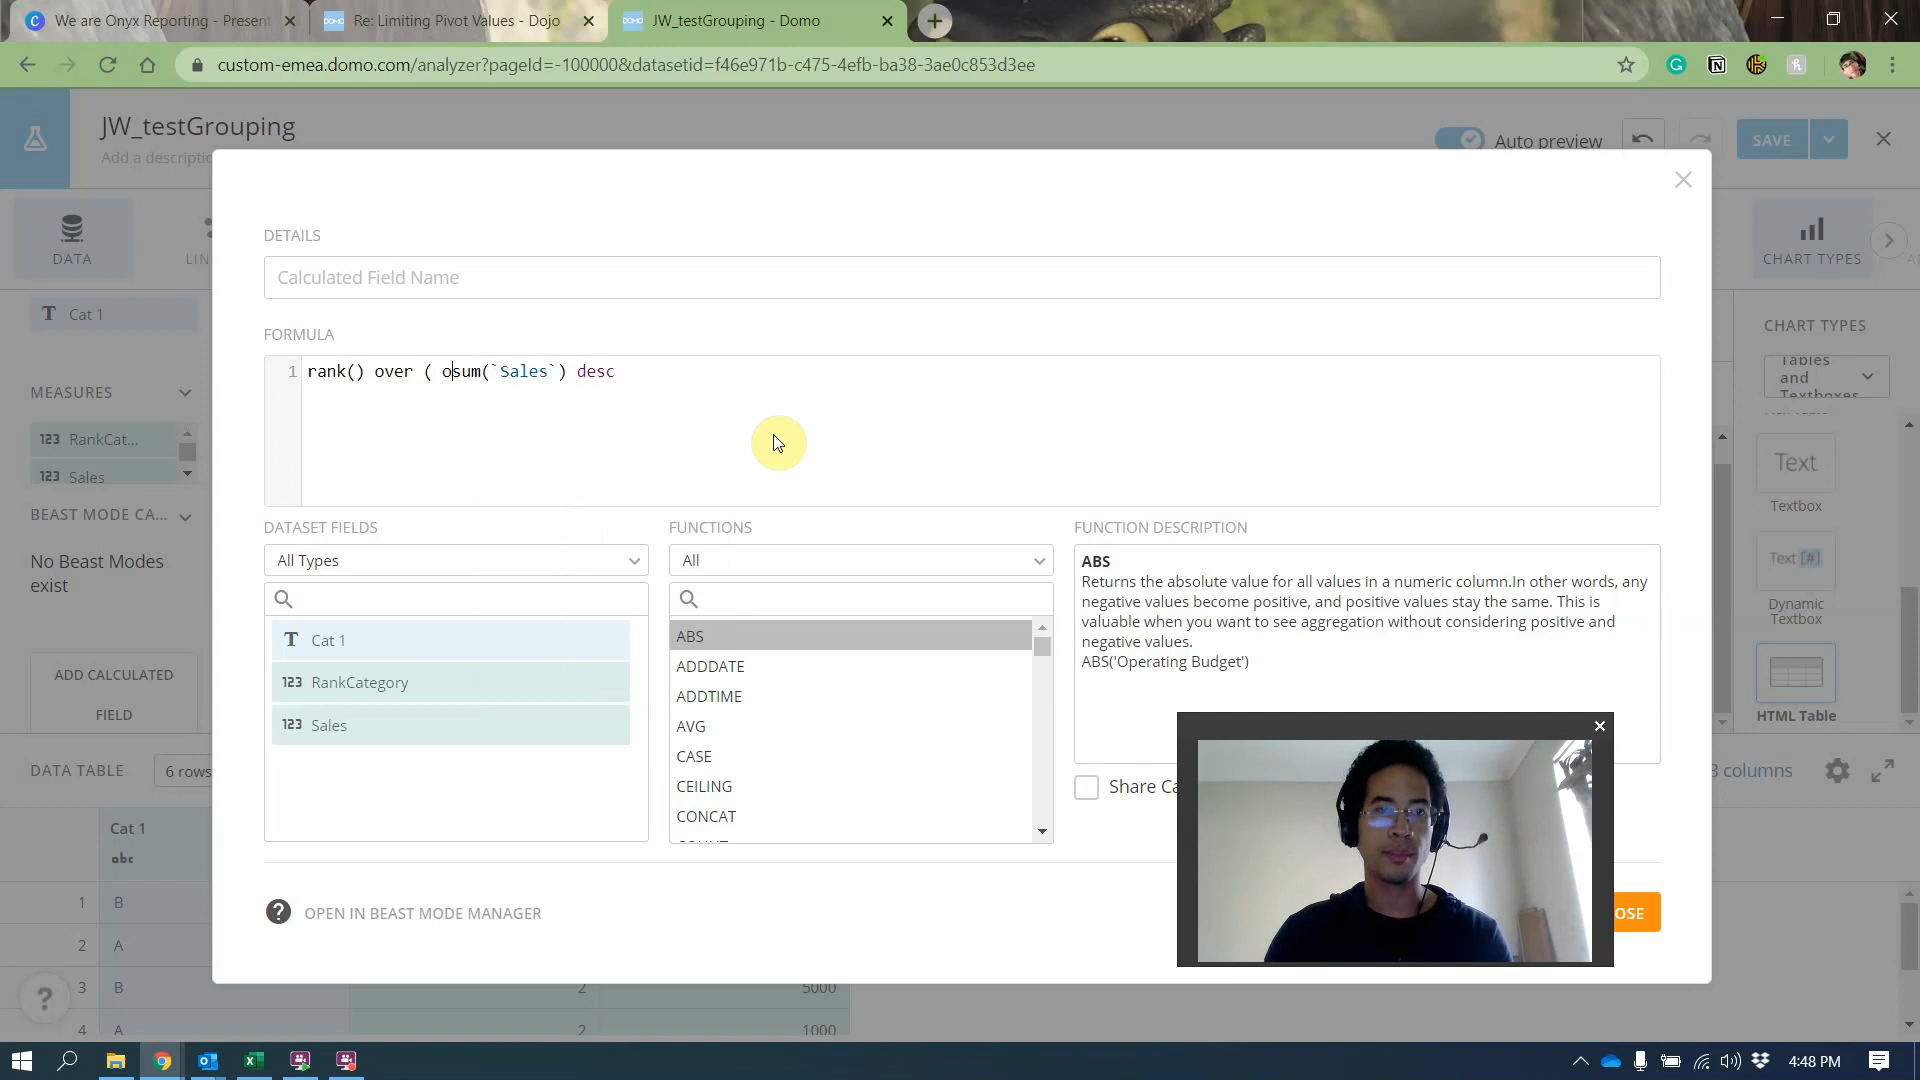 We are Onyx Reporting - Present
Re: Limiting Pivot Values - Dojo
JW_testGrouping - Domo
custom-emea.domo.com/analyzer?pageId=-100000&datasetid=f46e971b-c475-4efb-ba38-3ae0c853d3ee
JW_testGrouping
Add a descriptio
Auto preview
SAVE
DATA
LIN
CHART TYPES
Cat 1
MEASURES
123 RankCat...
123 Sales
BEAST MODE CA...
No Beast Modes
exist
ADD CALCULATED
FIELD
DETAILS
Calculated Field Name
FORMULA
1 rank() over ( osum(`Sales`) desc
DATASET FIELDS
All Types
T Cat 1
123 RankCategory
123 Sales
FUNCTIONS
All
ABS
ADDDATE
ADDTIME
AVG
CASE
CEILING
CONCAT
COUNT
FUNCTION DESCRIPTION
ABS
Returns the absolute value for all values in a numeric column.In other words, any
negative values become positive, and positive values stay the same. This is
valuable when you want to see aggregation without considering positive and
negative values.
ABS('Operating Budget')
Share Ca
OPEN IN BEAST MODE MANAGER
OSE
CHART TYPES
Tables
and
Textboxes
Text
Textbox
Text [#]
Dynamic
Textbox
HTML Table
DATA TABLE
6 rows
3 columns
Cat 1
abc
1 B
2 A
3 B 2 5000
4 A 2 1000
4:48 PM